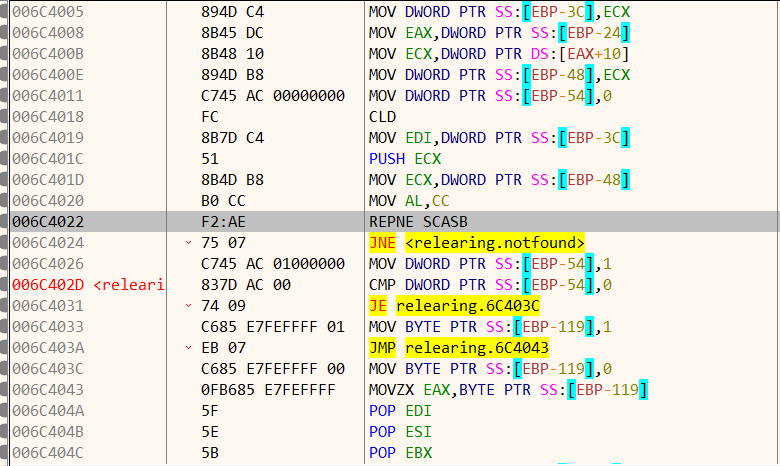 006C4005 894D C4 MOV DWORD PTR SS:[EBP-3C],ECX
006C4008 8B45 DC MOV EAX,DWORD PTR SS:[EBP-24]
006C400B 8B48 10 MOV ECX,DWORD PTR DS:[EAX+10]
006C400E 894D B8 MOV DWORD PTR SS:[EBP-48],ECX
006C4011 C745 AC 00000000 MOV DWORD PTR SS:[EBP-54],0
006C4018 FC CLD
006C4019 8B7D C4 MOV EDI,DWORD PTR SS:[EBP-3C]
006C401C 51 PUSH ECX
006C401D 8B4D B8 MOV ECX,DWORD PTR SS:[EBP-48]
006C4020 B0 CC MOV AL,CC
006C4022 F2:AE REPNE SCASB
006C4024 75 07 JNE <relearing.notfound>
006C4026 C745 AC 01000000 MOV DWORD PTR SS:[EBP-54],1
006C402D <releari 837D AC 00 CMP DWORD PTR SS:[EBP-54],0
006C4031 74 09 JE relearing.6C403C
006C4033 C685 E7FEFFFF 01 MOV BYTE PTR SS:[EBP-119],1
006C403A EB 07 JMP relearing.6C4043
006C403C C685 E7FEFFFF 00 MOV BYTE PTR SS:[EBP-119],0
006C4043 0FB685 E7FEFFFF MOVZX EAX,BYTE PTR SS:[EBP-119]
006C404A 5F POP EDI
006C404B 5E POP ESI
006C404C 5B POP EBX